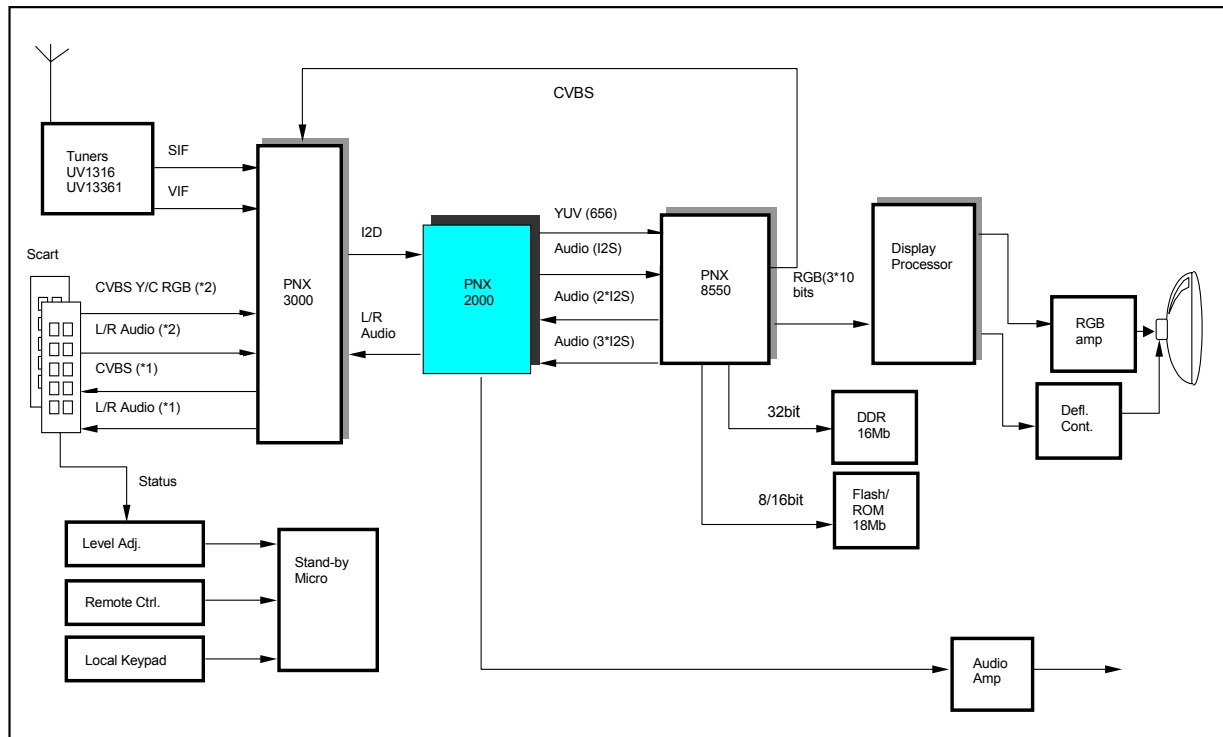 CVBS
Tuners
UV1316
UV13361
SIF
VIF
Scart
CVBS Y/C RGB (*2)
L/R Audio (*2)
CVBS (*1)
L/R Audio (*1)
PNX
3000
I2D
L/R
Audio
PNX
2000
YUV (656)
Audio (I2S)
Audio (2*I2S)
Audio (3*I2S)
PNX
8550
RGB(3*10
bits
Display
Processor
RGB
amp
Defl.
Cont.
32bit
DDR
16Mb
8/16bit
Flash/
ROM
18Mb
Status
Level Adj.
Remote Ctrl.
Local Keypad
Stand-by
Micro
Audio
Amp